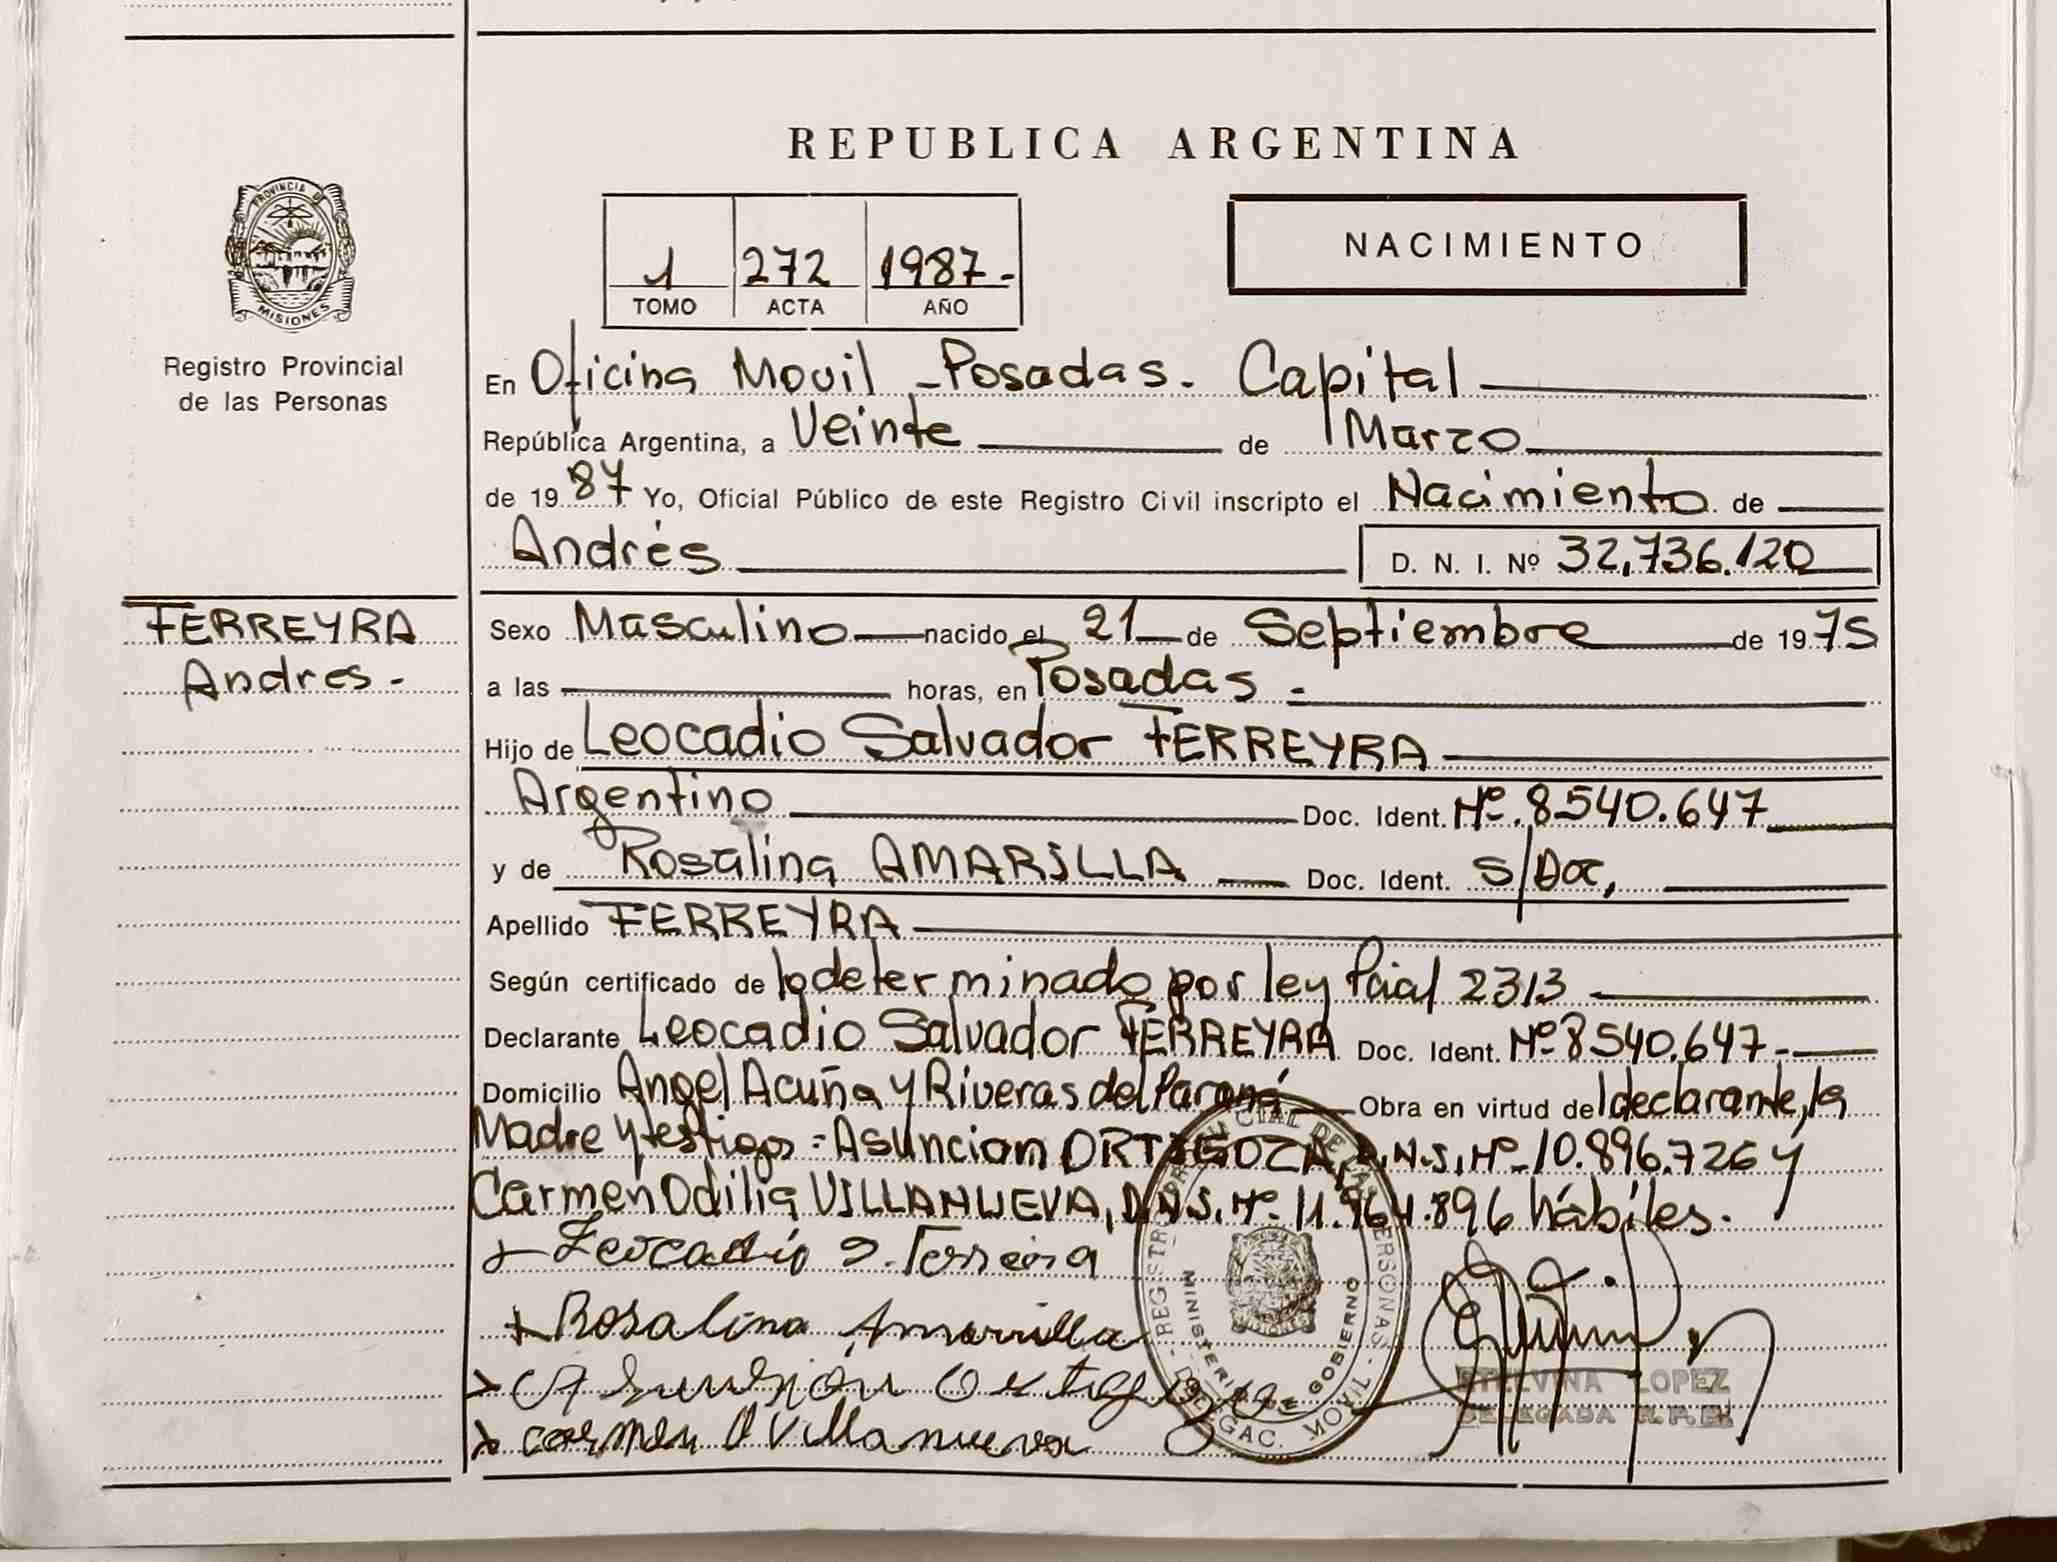 REPUBLICA ARGENTINA
PROVINCIA DE
MISIONES
Registro Provincial
de las Personas
NACIMIENTO
1 272 1987.-
TOMO ACTA AÑO
En Oficina Movil - Posadas. Capital
República Argentina, a Veinte de Marzo
de 1987 Yo, Oficial Público de este Registro Civil inscripto el Nacimiento de
Andrés D. N. I. Nº 32.736.120
FERREYRA
Andres.-
Sexo Masculino nacido el 21 de Septiembre de 1975
a las horas, en Posadas.-
Hijo de Leocadio Salvador FERREYRA
Argentino Doc. Ident. Nº. 8540.647
y de Rosalina AMARILLA Doc. Ident. S/Doc,
Apellido FERREYRA
Según certificado de lo determinado por ley Pcial 2313
Declarante Leocadio Salvador FERREYRA Doc. Ident. Nº 8540.647.-
Domicilio Angel Acuña y Riveras del Paraná Obra en virtud del declarante, la
Madre y testigos = Asuncion ORTIGOZA, D.N.I. Nº. 10.896.726 y
Carmen Odilia VILLANUEVA, D.N.I. Nº. 11.964.896 hábiles.
Leocadio S. Ferreira
Rosalina Amarilla
Asunsion Ortigoza
carmen O Villanueva
REGISTRO PROVINCIAL DE LAS PERSONAS
MINISTERIO DE GOBIERNO
DELEGAC. MOVIL
ETELVINA LOPEZ
DELEGADA R.P.P.